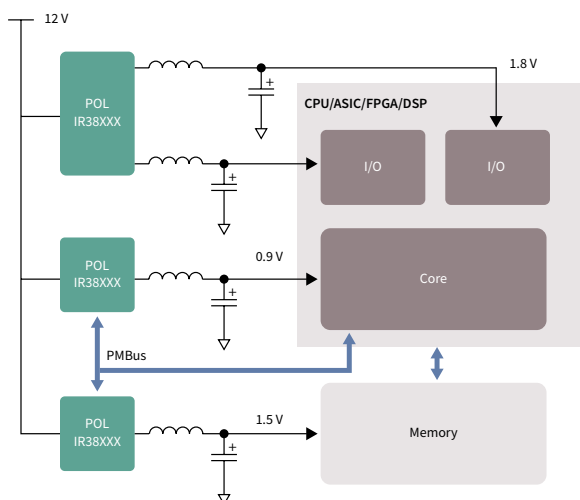 12 V
1.8 V
POL
IR38XXX
+
CPU/ASIC/FPGA/DSP
I/O
I/O
+
POL
IR38XXX
0.9 V
Core
+
PMBus
POL
IR38XXX
1.5 V
Memory
+